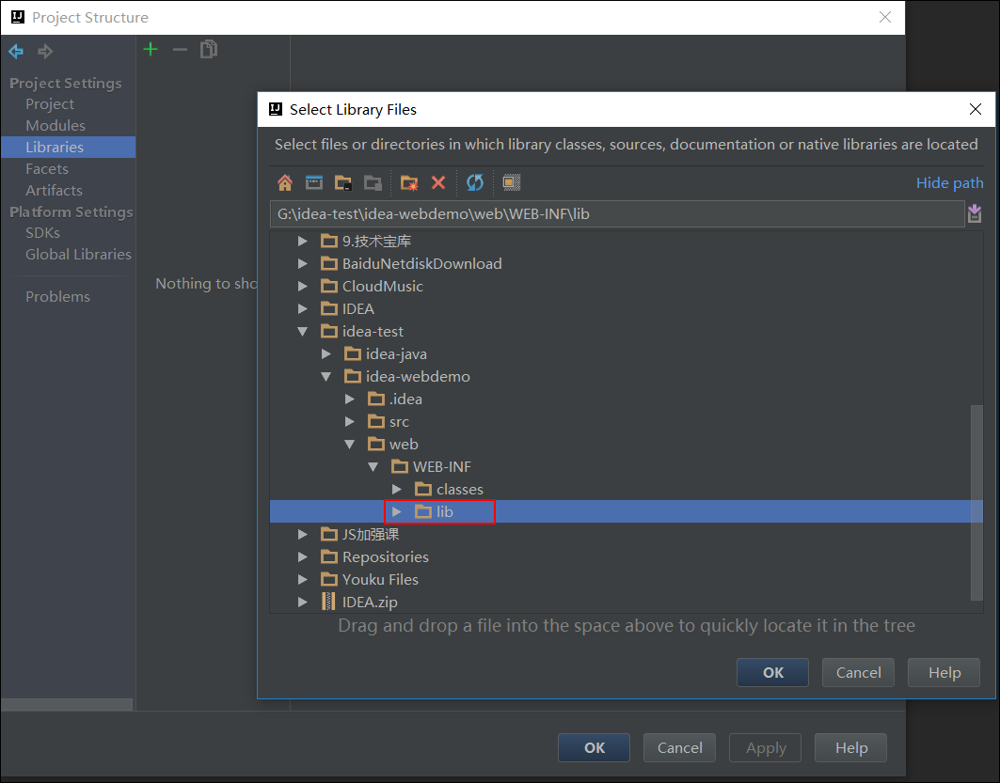 Project Structure
Project Settings
Project
Modules
Libraries
Facets
Artifacts
Platform Settings
SDKs
Global Libraries
Problems
Nothing to sho
Select Library Files
Select files or directories in which library classes, sources, documentation or native libraries are located
Hide path
G:\idea-test\idea-webdemo\web\WEB-INF\lib
9.技术宝库
BaiduNetdiskDownload
CloudMusic
IDEA
idea-test
idea-java
idea-webdemo
.idea
src
web
WEB-INF
classes
lib
JS加强课
Repositories
Youku Files
IDEA.zip
Drag and drop a file into the space above to quickly locate it in the tree
OK Cancel Help
OK Cancel Apply Help